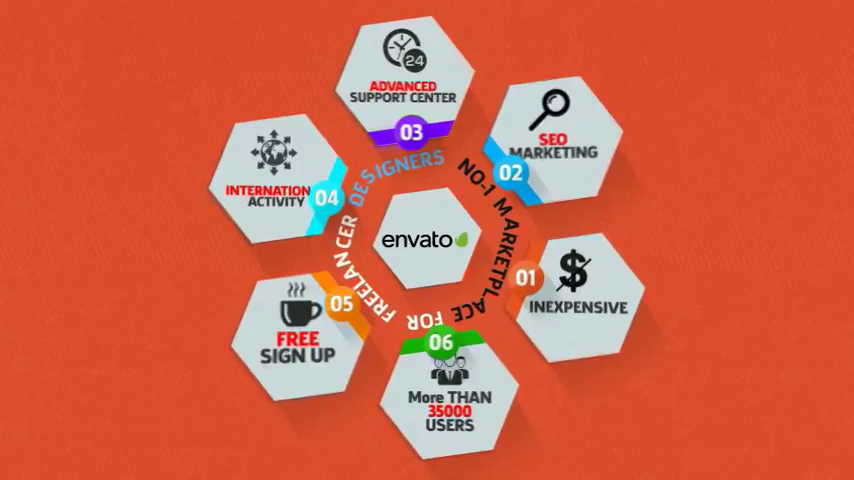 24
ADVANCED
SUPPORT CENTER
03
SEO
MARKETING
02
INTERNATION
ACTIVITY
04
NO-1 MARKETPLACE FOR FREELANCER DESIGNERS
envato
01
INEXPENSIVE
05
FREE
SIGN UP
06
More THAN
35000
USERS